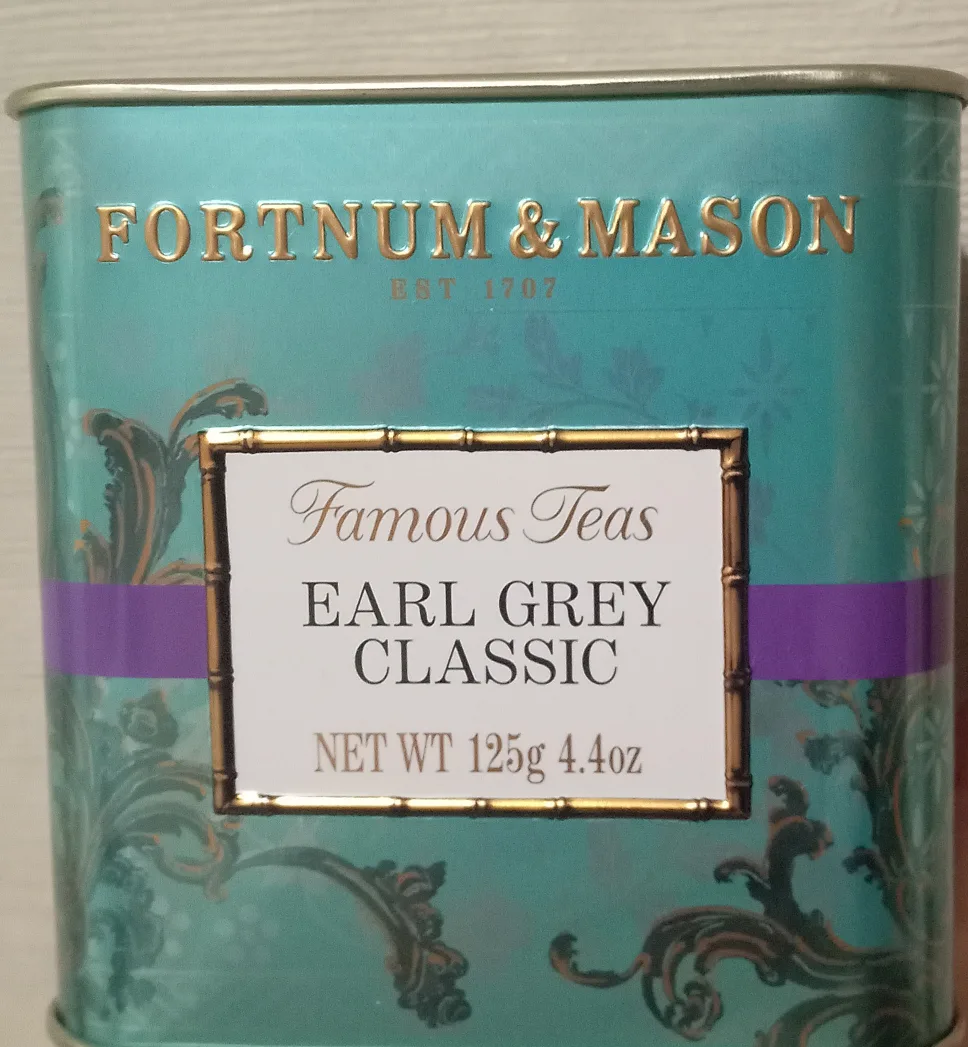 FORTNUM & MASON
EST 1707
Famous Teas
EARL GREY
CLASSIC
NET WT 125g 4.4oz